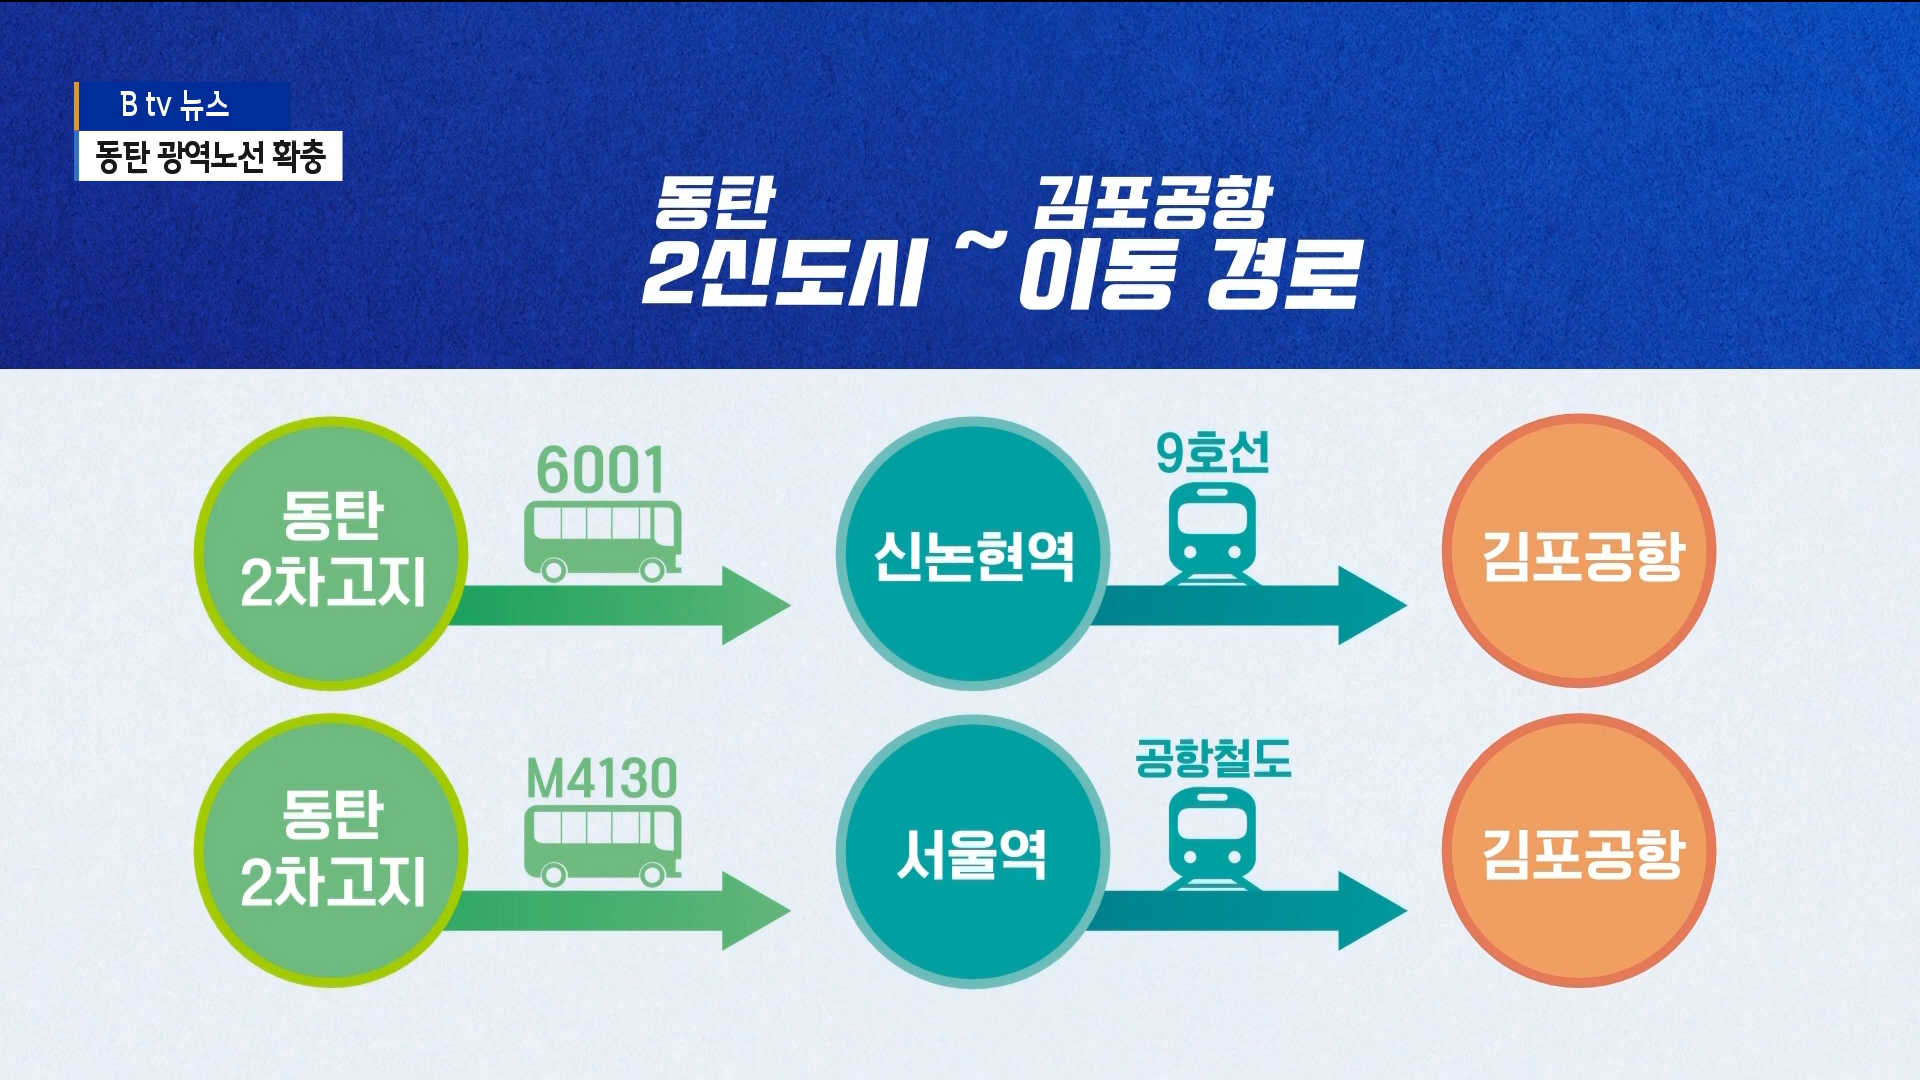 B tv 뉴스
동탄 광역노선 확충
동탄
2신도시
~
김포공항
이동 경로
동탄
2차고지
6001
신논현역
9호선
김포공항
동탄
2차고지
M4130
서울역
공항철도
김포공항